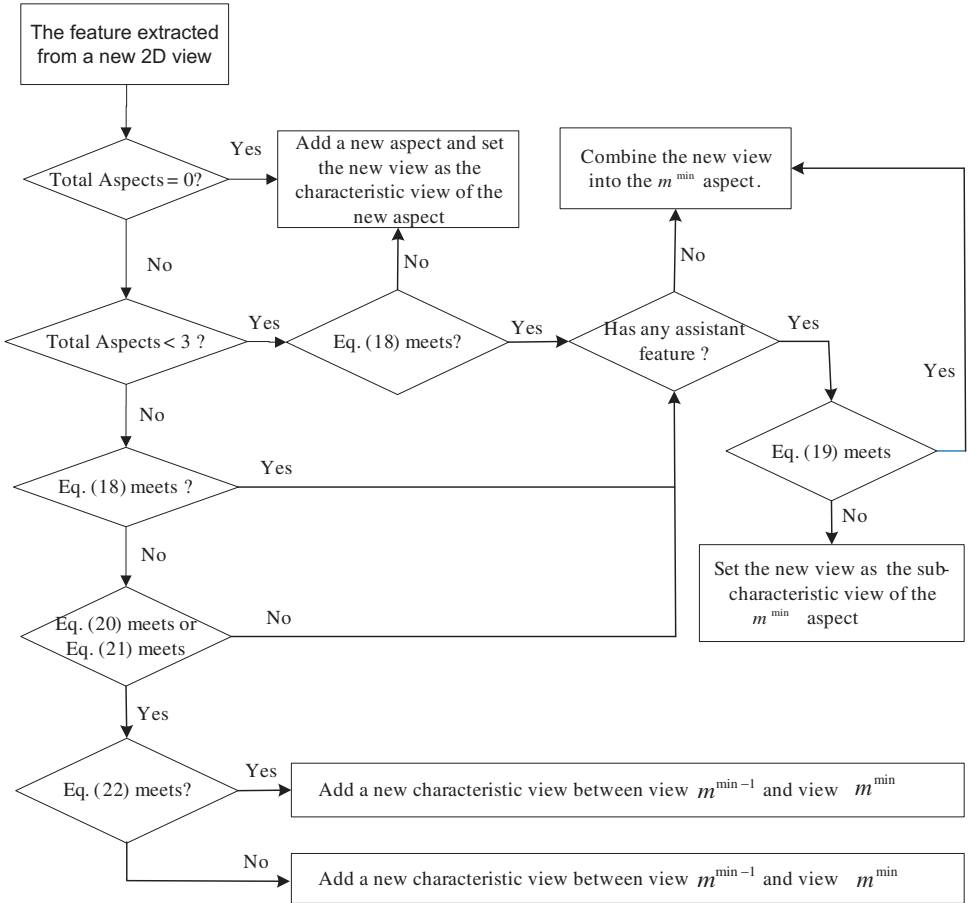 The feature extracted
from a new 2D view
Total Aspects = 0?
Yes
Add a new aspect and set
the new view as the
characteristic view of the
new aspect
Combine the new view
into the m^min aspect.
No
No
No
Total Aspects < 3 ?
Yes
Eq. (18) meets?
Yes
Has any assistant
feature ?
Yes
Yes
No
Eq. (19) meets
Eq. (18) meets ?
Yes
No
No
Set the new view as the sub-
characteristic view of the
m^min aspect
Eq. (20) meets or
Eq. (21) meets
No
Yes
Eq. (22) meets?
Yes
Add a new characteristic view between view m^min−1 and view m^min
No
Add a new characteristic view between view m^min−1 and view m^min